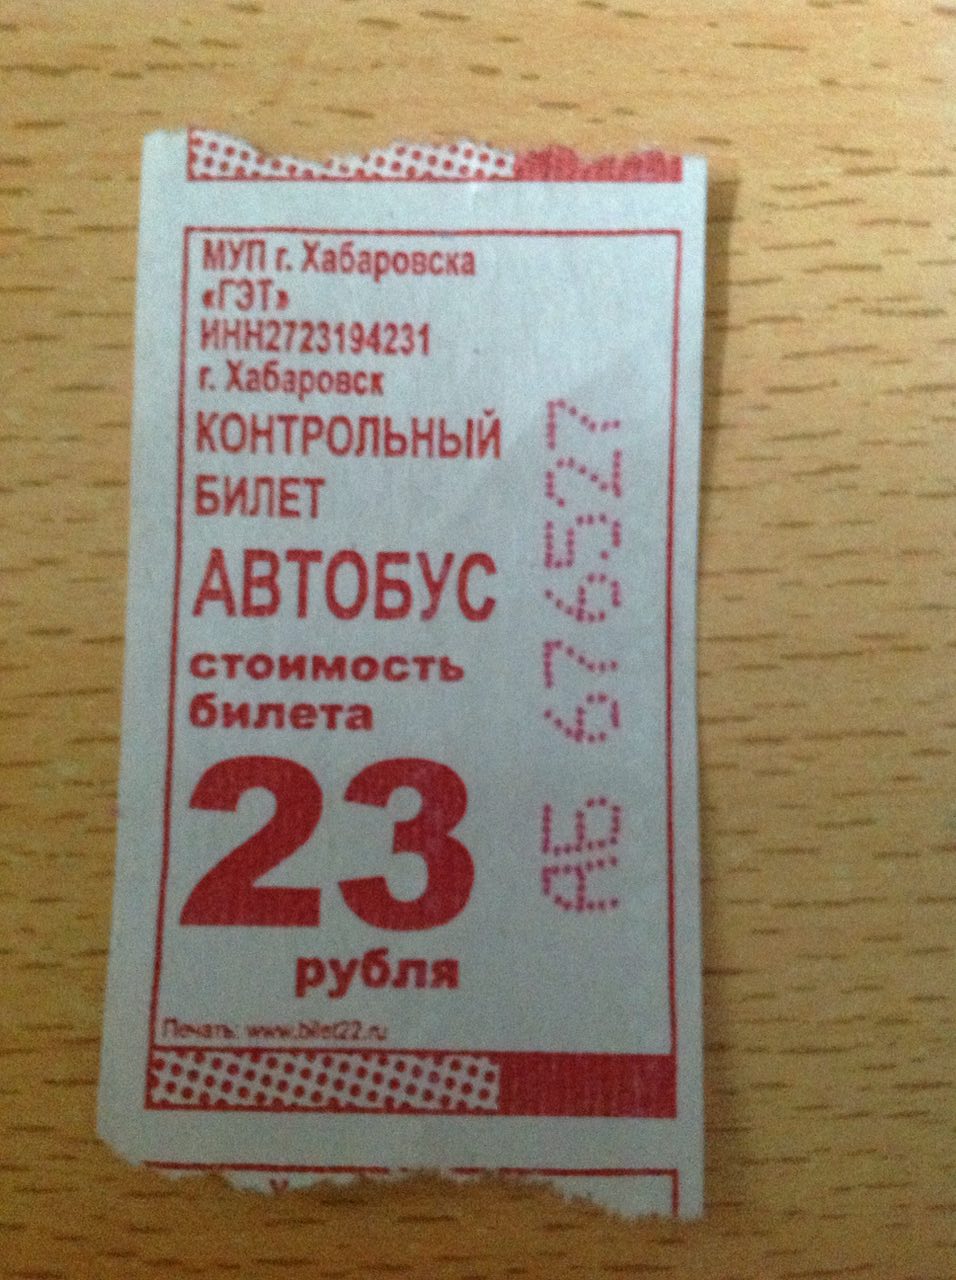 МУП г. Хабаровска
«ГЭТ»
ИНН2723194231
г. Хабаровск
КОНТРОЛЬНЫЙ
БИЛЕТ
АВТОБУС
стоимость
билета
23
рубля
Печать: www.bilet22.ru
АБ 676527